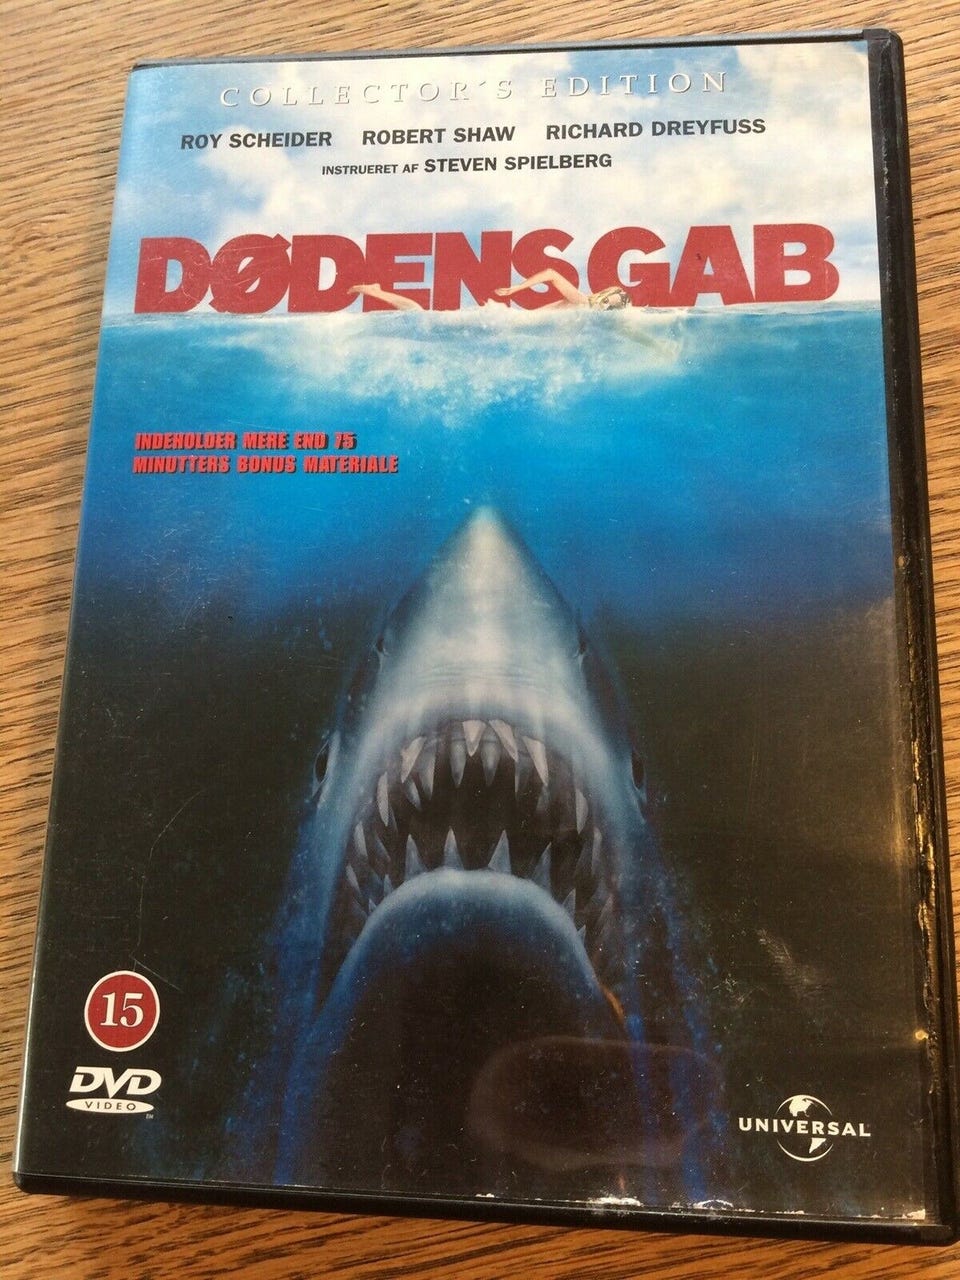 COLLECTOR´S EDITION
ROY SCHEIDER ROBERT SHAW RICHARD DREYFUSS
INSTRUERET AF STEVEN SPIELBERG
DØDENS GAB
INDEHOLDER MERE END 75
MINUTTERS BONUS MATERIALE
15
DVD
VIDEO
UNIVERSAL